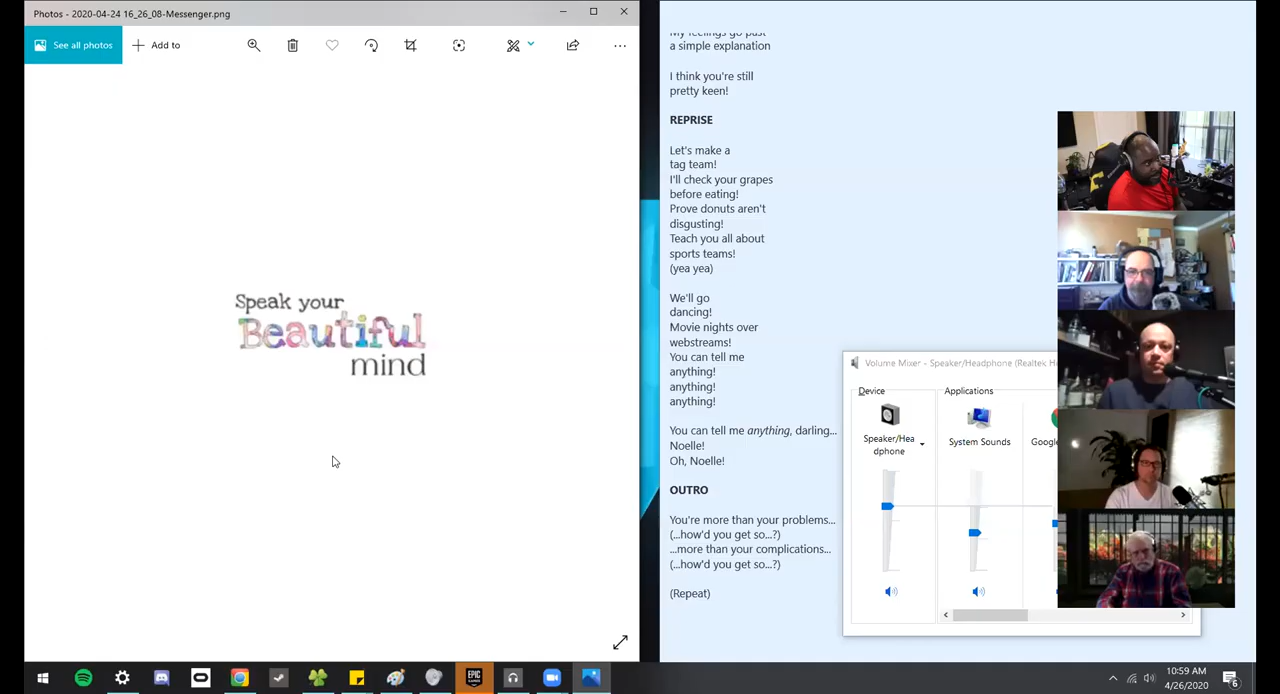 Photos - 2020-04-24 16_26_08-Messenger.png
See all photos
Add to
Speak your
Beautiful
mind
My feelings go past
a simple explanation
I think you're still
pretty keen!
REPRISE
Let's make a
tag team!
I'll check your grapes
before eating!
Prove donuts aren't
disgusting!
Teach you all about
sports teams!
(yea yea)
We'll go
dancing!
Movie nights over
webstreams!
You can tell me
anything!
anything!
anything!
You can tell me anything, darling...
Noelle!
Oh, Noelle!
OUTRO
You're more than your problems...
(...how'd you get so...?)
...more than your complications...
(...how'd you get so...?)
(Repeat)
Volume Mixer - Speaker/Headphone (Realtek, H
Device
Applications
Speaker/Hea
dphone
System Sounds
Googl
EPIC
GAMES
10:59 AM
4/26/2020
6